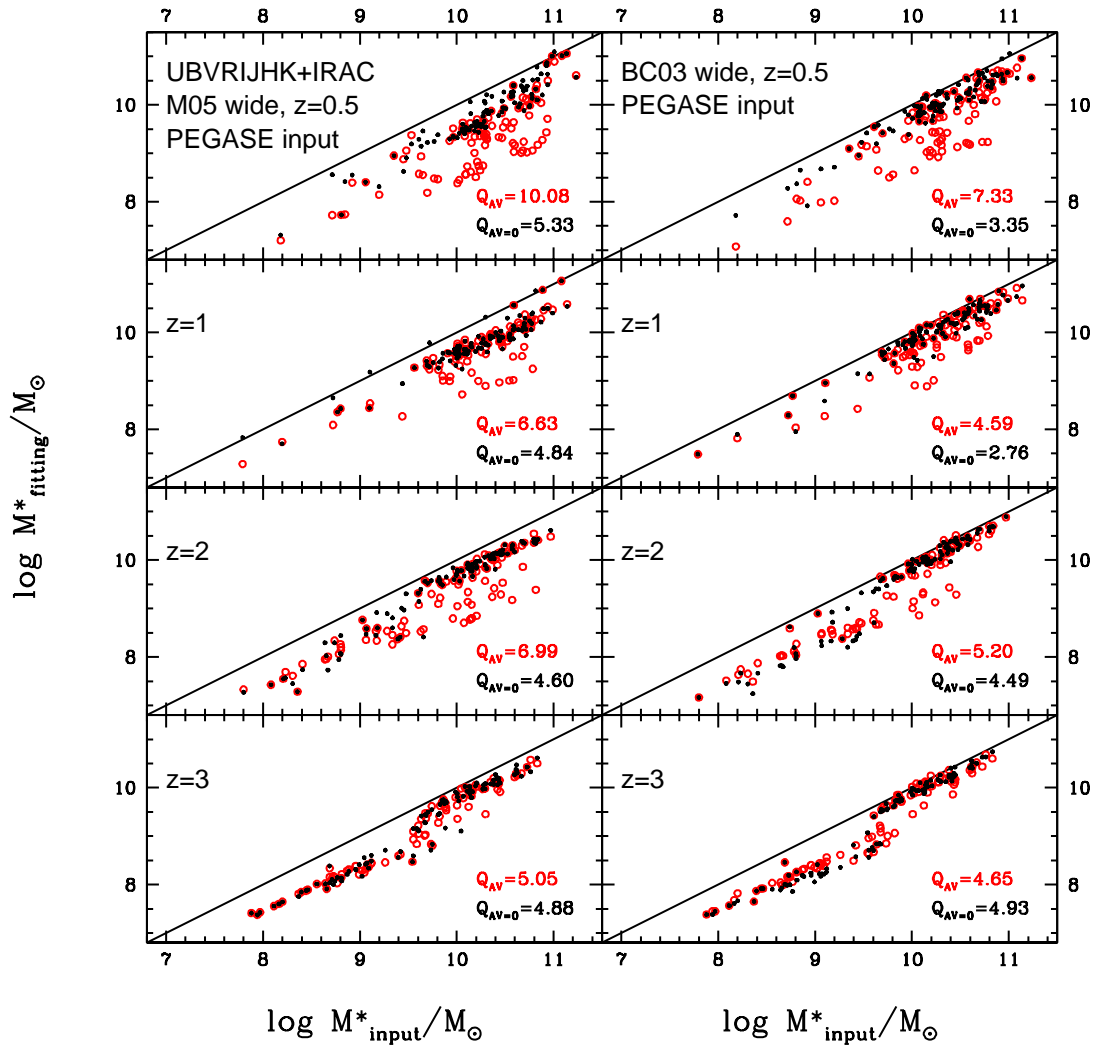 7 8 9 10 11 7 8 9 10 11
UBVRIJHK+IRAC
M05 wide, z=0.5
PEGASE input
Q_AV=10.08
Q_AV=0=5.33
BC03 wide, z=0.5
PEGASE input
Q_AV=7.33
Q_AV=0=3.35
10
8
10
8
z=1
Q_AV=6.63
Q_AV=0=4.84
z=1
Q_AV=4.59
Q_AV=0=2.76
10
8
10
8
z=2
Q_AV=6.99
Q_AV=0=4.60
z=2
Q_AV=5.20
Q_AV=0=4.49
10
8
10
8
z=3
Q_AV=5.05
Q_AV=0=4.88
z=3
Q_AV=4.65
Q_AV=0=4.93
10
8
10
8
7 8 9 10 11 7 8 9 10 11
log M*_fitting/M_⊙
log M*_input/M_⊙
log M*_input/M_⊙